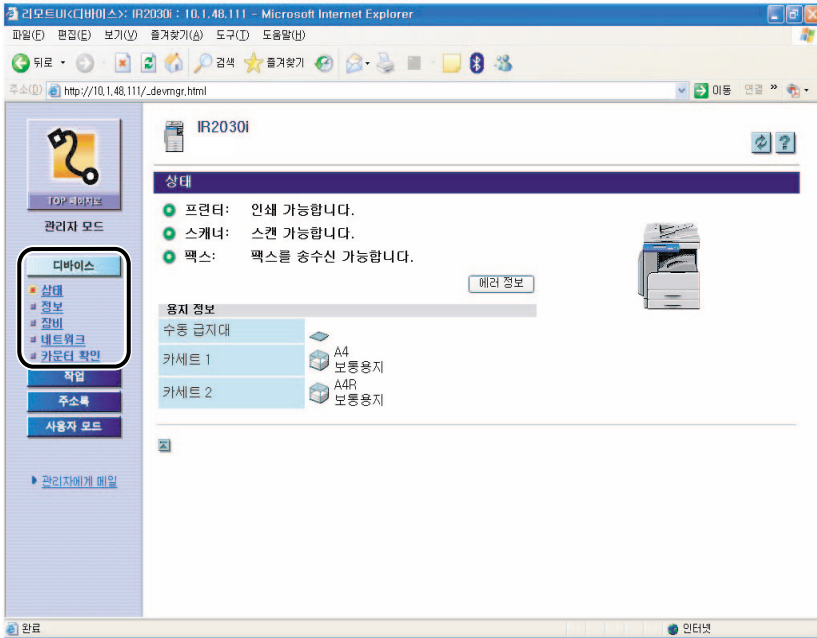 리모트UI<디바이스>: IR2030i : 10.1.48.111 - Microsoft Internet Explorer
파일(F) 편집(E) 보기(V) 즐겨찾기(A) 도구(T) 도움말(H)
뒤로 검색 즐겨찾기
주소(D) http://10.1.48.111/_devmgr.html 이동 연결 »
IR2030i
TOP 페이지로
관리자 모드
디바이스
상태
정보
장비
네트워크
카운터 확인
작업
주소록
사용자 모드
관리자에게 메일
상태
프린터: 인쇄 가능합니다.
스캐너: 스캔 가능합니다.
팩스: 팩스를 송수신 가능합니다.
에러 정보
용지 정보
수동 급지대
카세트 1 A4
보통용지
카세트 2 A4R
보통용지
완료 인터넷